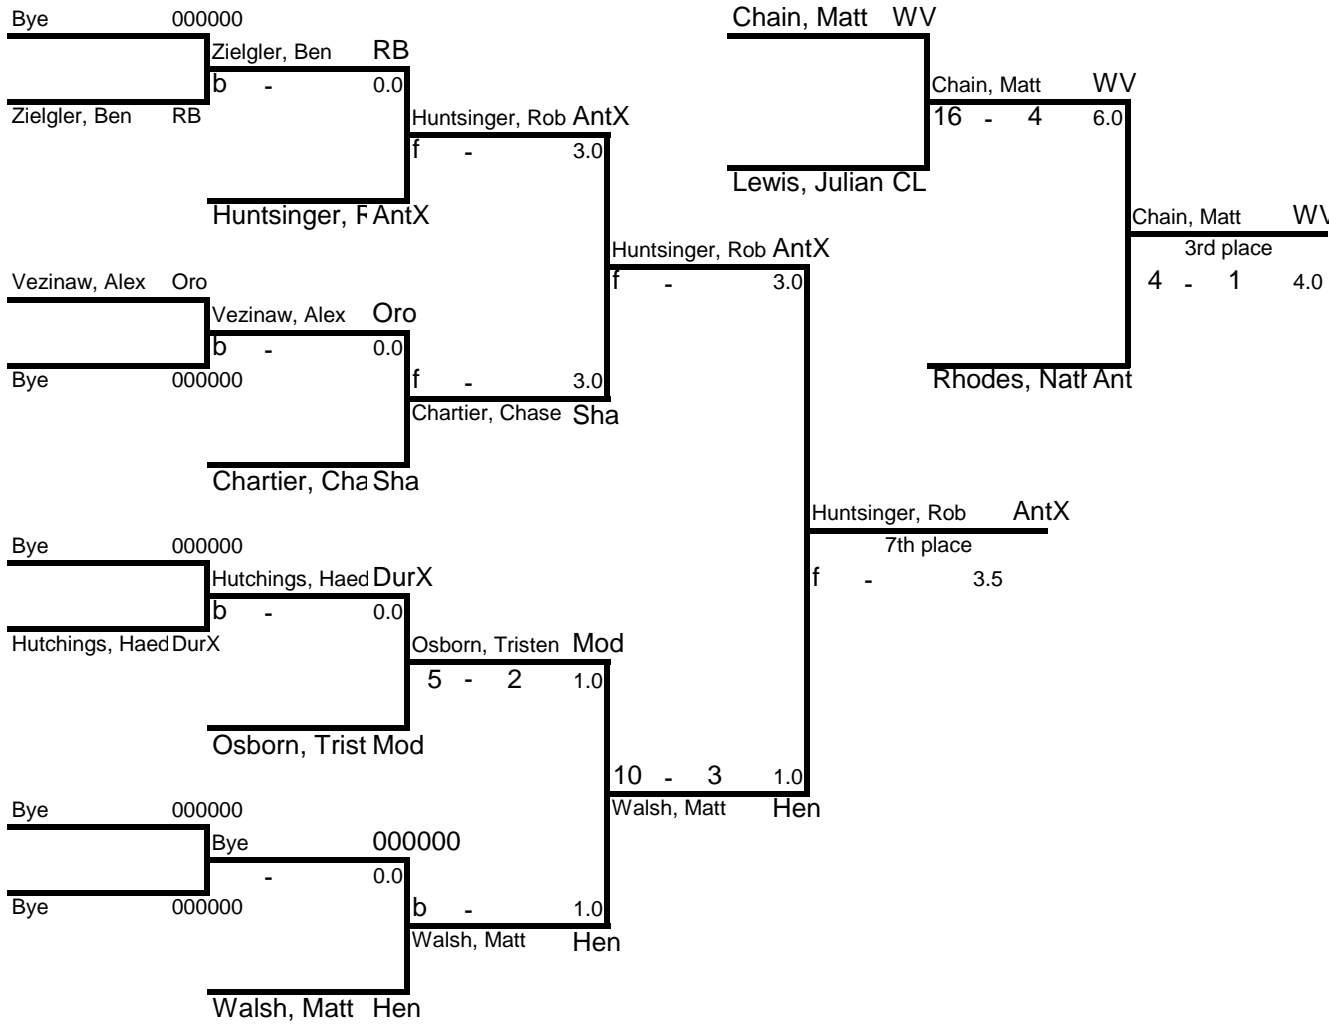 Bye 000000
Zielgler, Ben RB
b - 0.0
Zielgler, Ben RB
Huntsinger, Rob AntX
f - 3.0
Huntsinger, R AntX
Vezinaw, Alex Oro
Vezinaw, Alex Oro
b - 0.0
Bye 000000
f - 3.0
Chartier, Chase Sha
Chartier, Cha Sha
Huntsinger, Rob AntX
f - 3.0
Bye 000000
Hutchings, Haed DurX
b - 0.0
Hutchings, Haed DurX
Osborn, Tristen Mod
5 - 2 1.0
Osborn, Trist Mod
10 - 3 1.0
Walsh, Matt Hen
Bye 000000
Bye 000000
- 0.0
Bye 000000
b - 1.0
Walsh, Matt Hen
Walsh, Matt Hen
Huntsinger, Rob AntX
7th place
f - 3.5
Chain, Matt WV
Chain, Matt WV
16 - 4 6.0
Lewis, Julian CL
Chain, Matt WV
3rd place
4 - 1 4.0
Rhodes, Nath Ant